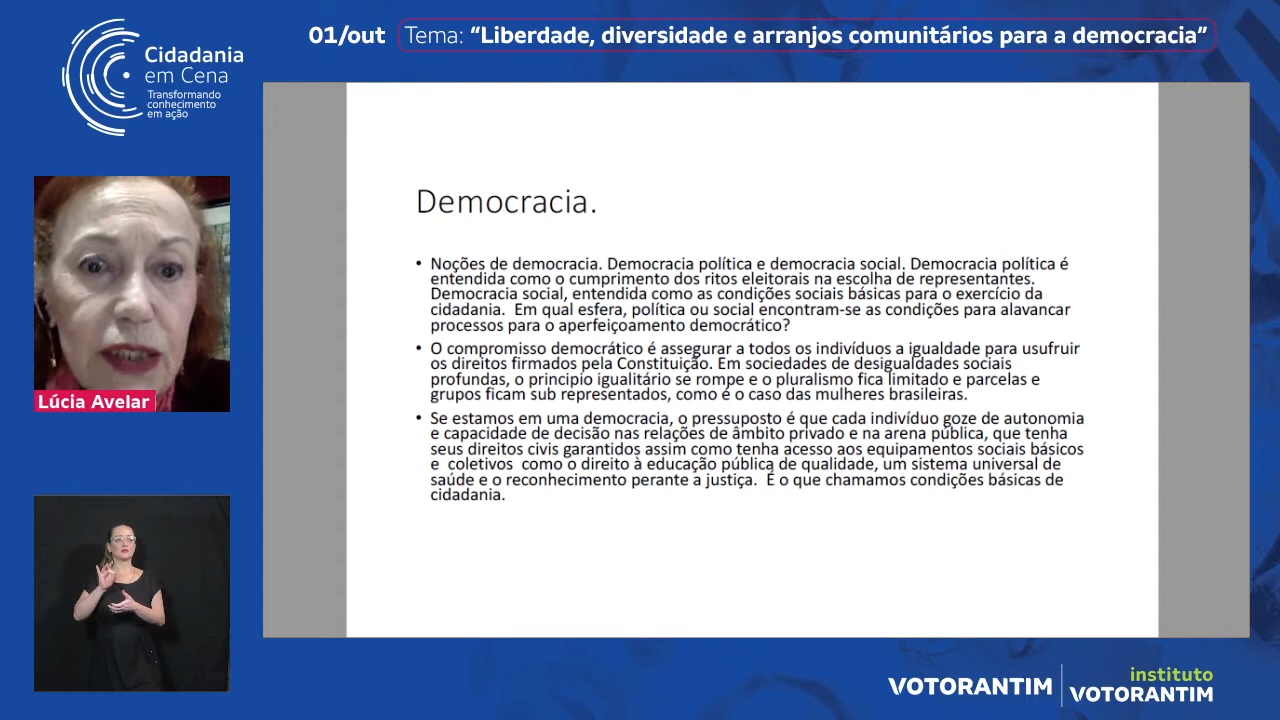 01/out Tema: “Liberdade, diversidade e arranjos comunitários para a democracia”
Cidadania
em Cena
Transformando
conhecimento
em ação
Democracia.
• Noções de democracia. Democracia política e democracia social. Democracia política é
entendida como o cumprimento dos ritos eleitorais na escolha de representantes.
Democracia social, entendida como as condições sociais básicas para o exercício da
cidadania. Em qual esfera, política ou social encontram-se as condições para alavancar
processos para o aperfeiçoamento democrático?
• O compromisso democrático é assegurar a todos os indivíduos a igualdade para usufruir
os direitos firmados pela Constituição. Em sociedades de desigualdades sociais
profundas, o principio igualitário se rompe e o pluralismo fica limitado e parcelas e
grupos ficam sub representados, como é o caso das mulheres brasileiras.
• Se estamos em uma democracia, o pressuposto é que cada indivíduo goze de autonomia
e capacidade de decisão nas relações de âmbito privado e na arena pública, que tenha
seus direitos civis garantidos assim como tenha acesso aos equipamentos sociais básicos
e coletivos como o direito à educação pública de qualidade, um sistema universal de
saúde e o reconhecimento perante a justiça. É o que chamamos condições básicas de
cidadania.
Lúcia Avelar
VOTORANTIM
instituto
VOTORANTIM